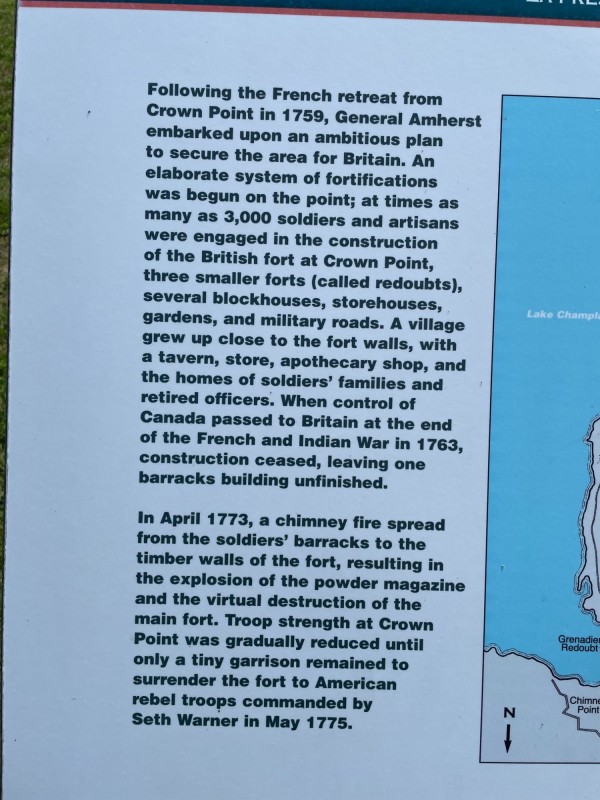 Following the French retreat from
Crown Point in 1759, General Amherst
embarked upon an ambitious plan
to secure the area for Britain. An
elaborate system of fortifications
was begun on the point; at times as
many as 3,000 soldiers and artisans
were engaged in the construction
of the British fort at Crown Point,
three smaller forts (called redoubts),
several blockhouses, storehouses,
gardens, and military roads. A village
grew up close to the fort walls, with
a tavern, store, apothecary shop, and
the homes of soldiers' families and
retired officers. When control of
Canada passed to Britain at the end
of the French and Indian War in 1763,
construction ceased, leaving one
barracks building unfinished.
In April 1773, a chimney fire spread
from the soldiers' barracks to the
timber walls of the fort, resulting in
the explosion of the powder magazine
and the virtual destruction of the
main fort. Troop strength at Crown
Point was gradually reduced until
only a tiny garrison remained to
surrender the fort to American
rebel troops commanded by
Seth Warner in May 1775.
Lake Champla
Grenadier
Redoubt
Chimne
Point
N